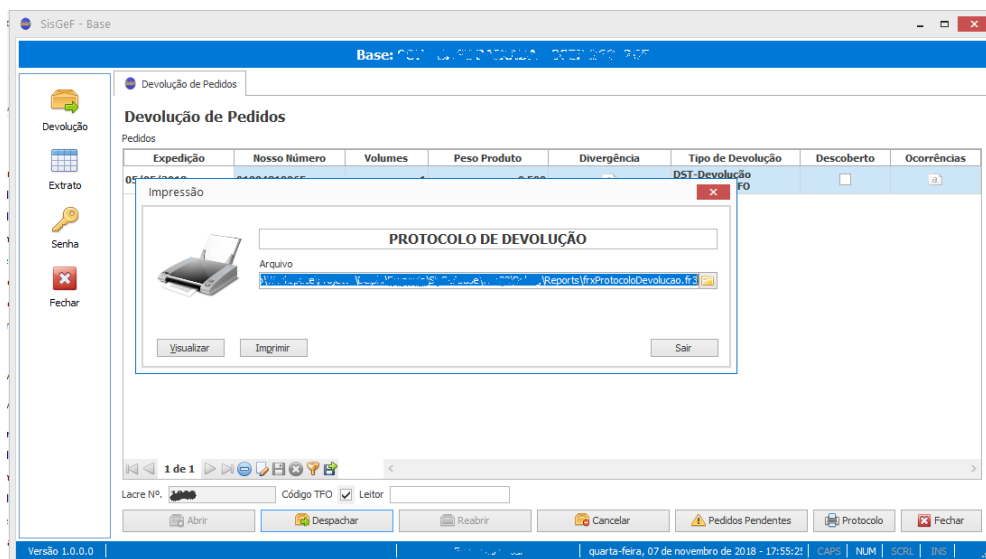 SisGeF - Base
Base:
Devolução de Pedidos
Devolução
Extrato
Senha
Fechar
Devolução de Pedidos
Pedidos
Expedição Nosso Número Volumes Peso Produto Divergência Tipo de Devolução Descoberto Ocorrências
DST-Devolução
Impressão
PROTOCOLO DE DEVOLUÇÃO
Arquivo
\Reports\frxProtocoloDevolucao.fr3
Visualizar Imprimir Sair
1 de 1
Lacre Nº. Código TFO Leitor
Abrir Despachar Reabrir Cancelar Pedidos Pendentes Protocolo Fechar
Versão 1.0.0.0 quarta-feira, 07 de novembro de 2018 - 17:55:2 CAPS NUM SCRL INS